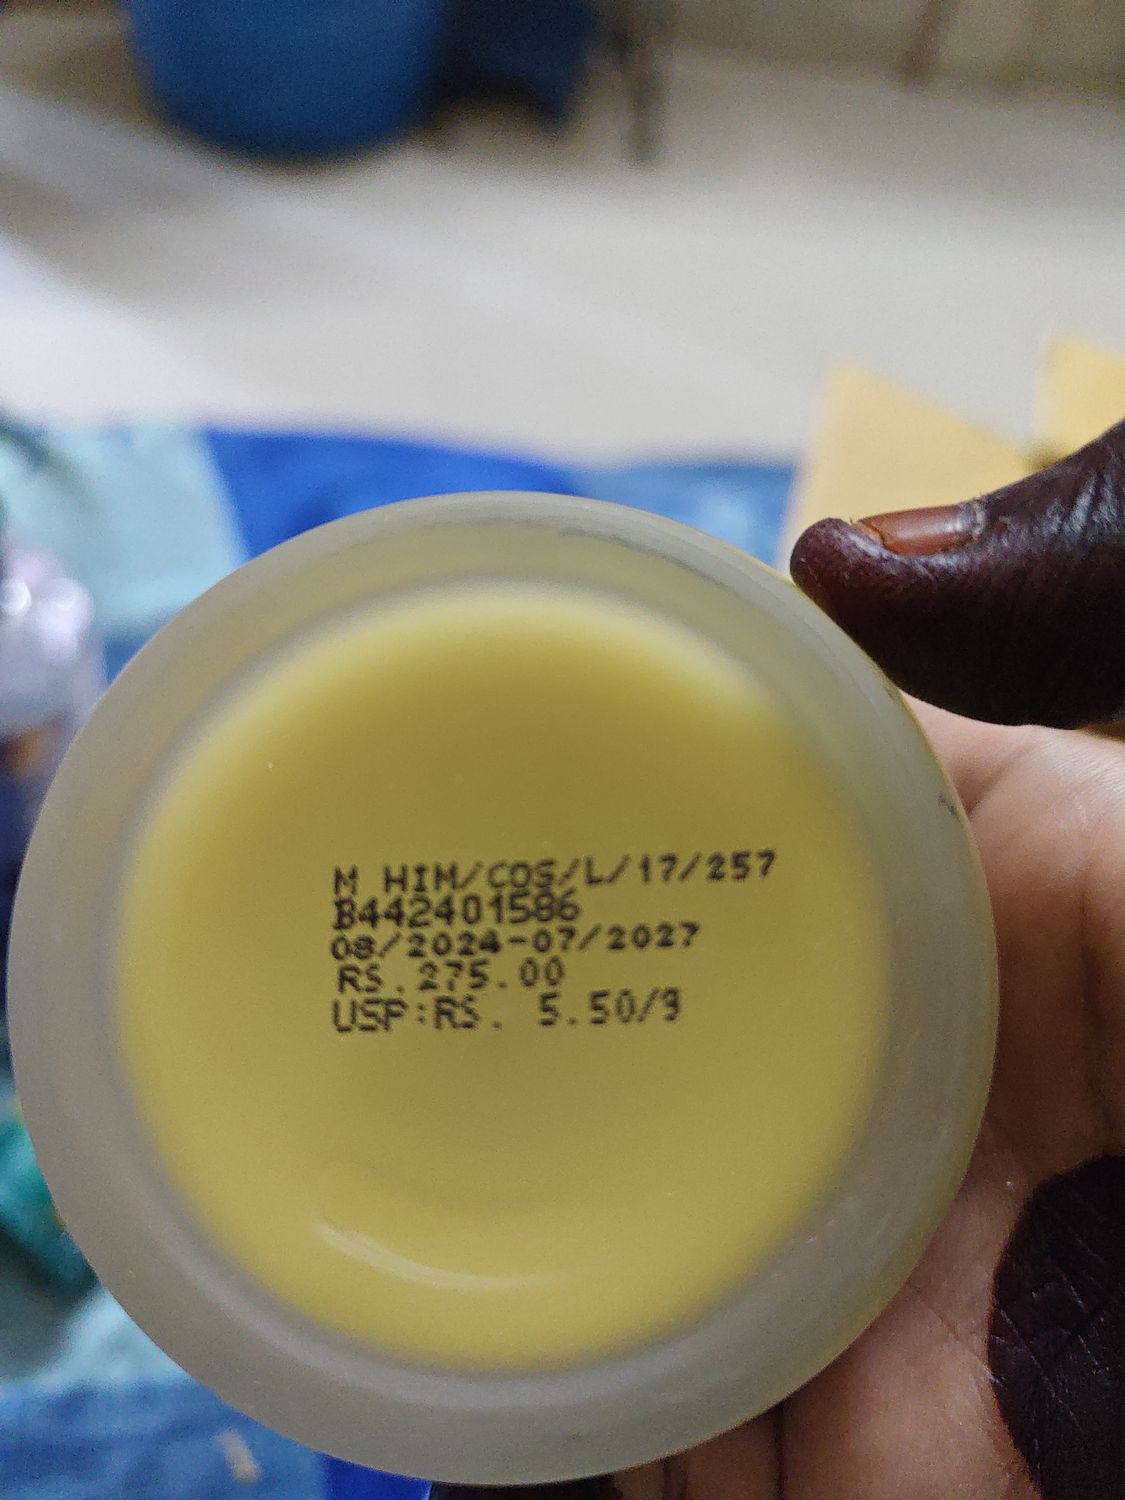 M HIM/COS/L/17/257
B442401586
08/2024-07/2027
RS.275.00
USP:RS. 5.50/g